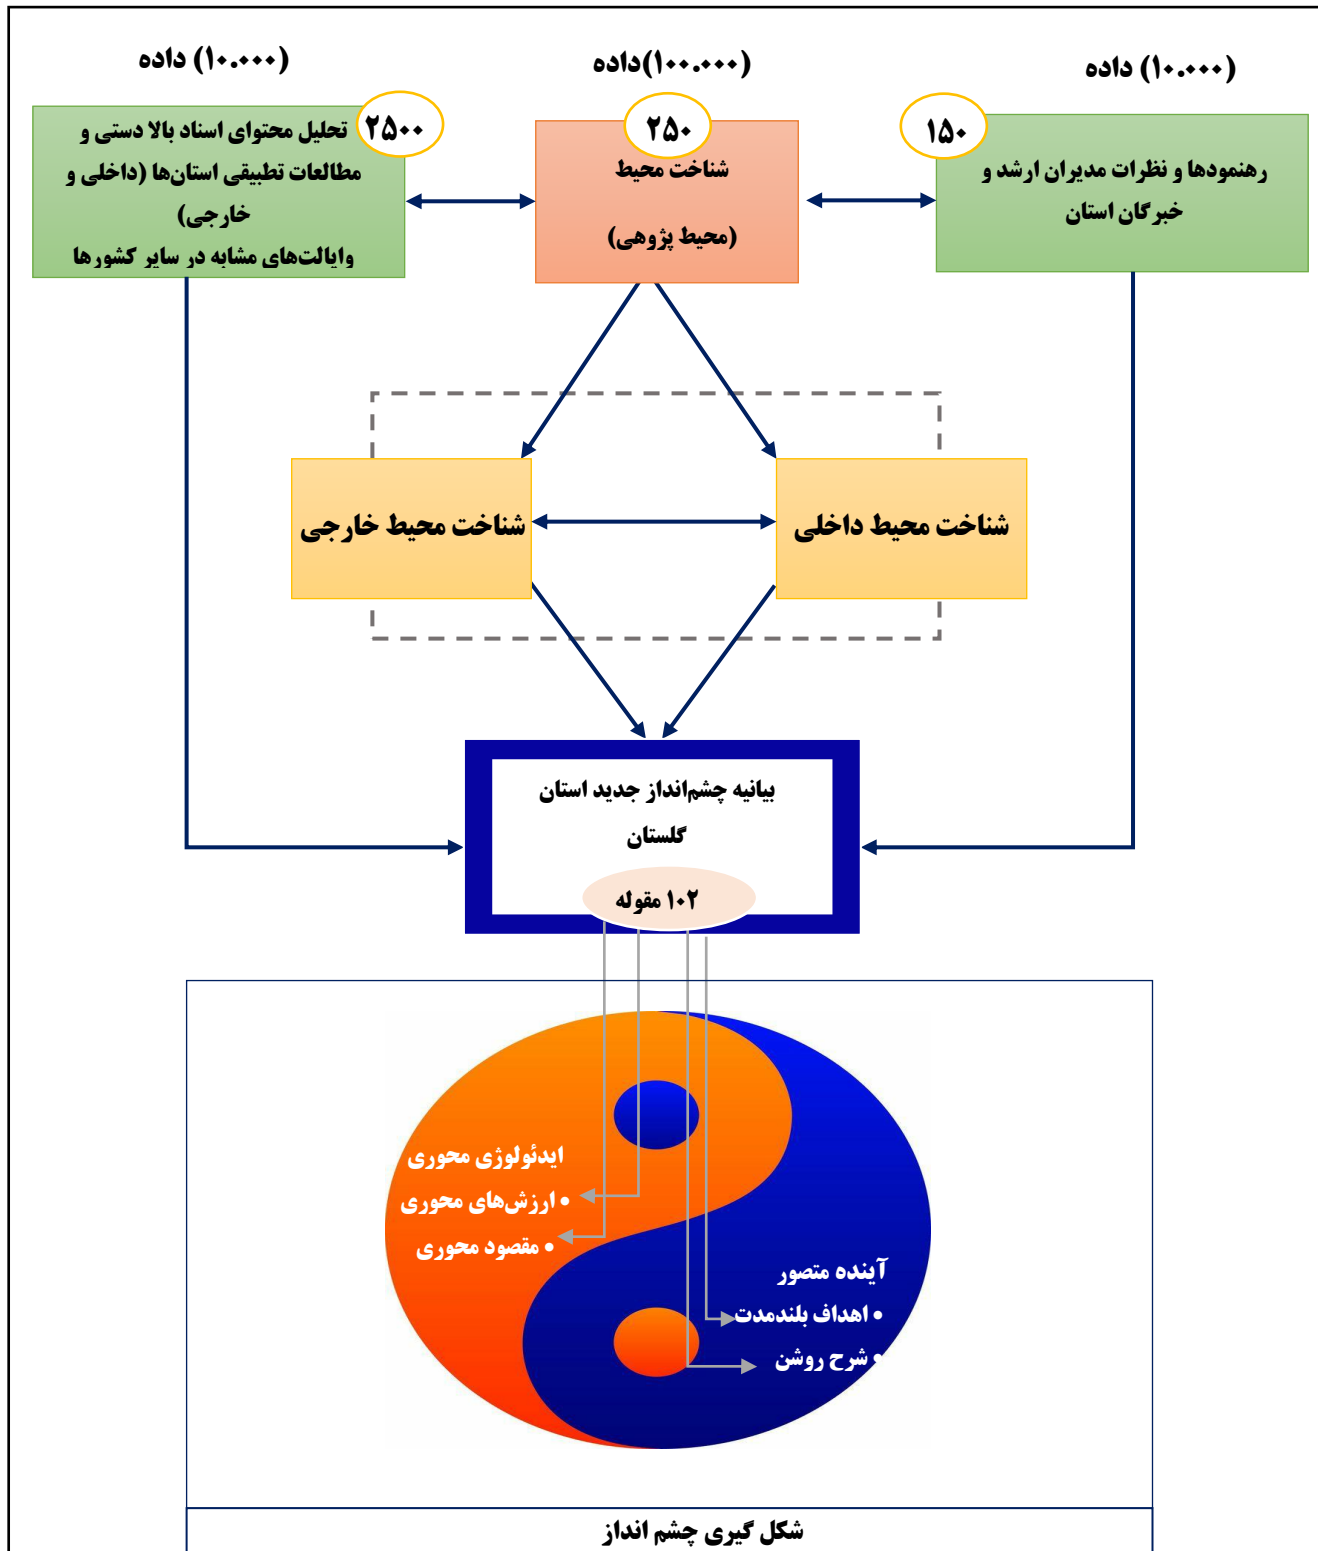 (۱۰.۰۰۰) داده
(۱۰۰.۰۰۰)داده
(۱۰.۰۰۰) داده
۱۵۰
رهنمودها و نظرات مدیران ارشد و
خبرگان استان
۲۵۰
شناخت محیط
(محیط پژوهی)
۲۵۰۰
تحلیل محتوای اسناد بالا دستی و
مطالعات تطبیقی استان‌ها (داخلی و
خارجی)
وایالت‌های مشابه در سایر کشورها
شناخت محیط داخلی
شناخت محیط خارجی
بیانیه چشم‌انداز جدید استان
گلستان
۱۰۲ مقوله
ایدئولوژی محوری
• ارزش‌های محوری
• مقصود محوری
آینده متصور
• اهداف بلندمدت
• شرح روشن
شکل گیری چشم انداز